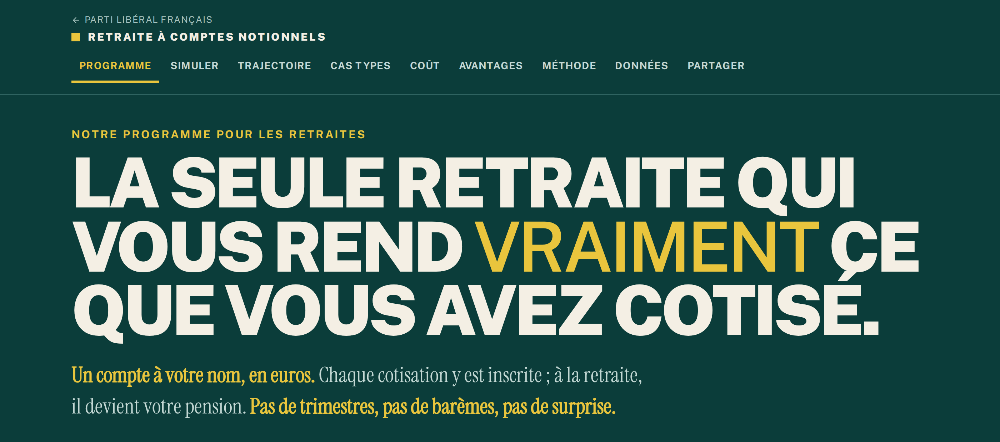 ← PARTI LIBÉRAL FRANÇAIS
RETRAITE À COMPTES NOTIONNELS
PROGRAMME SIMULER TRAJECTOIRE CAS TYPES COÛT AVANTAGES MÉTHODE DONNÉES PARTAGER
NOTRE PROGRAMME POUR LES RETRAITES
LA SEULE RETRAITE QUI
VOUS REND VRAIMENT CE
QUE VOUS AVEZ COTISÉ.
Un compte à votre nom, en euros. Chaque cotisation y est inscrite ; à la retraite,
il devient votre pension. Pas de trimestres, pas de barèmes, pas de surprise.